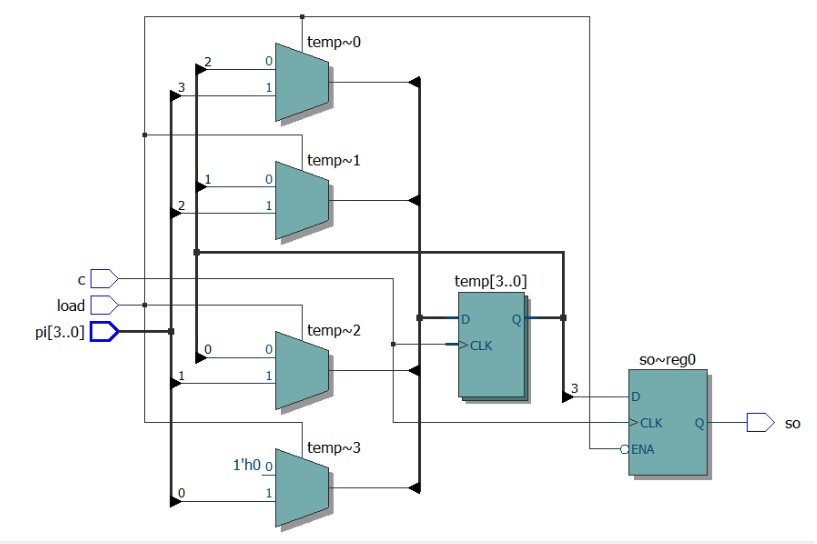 temp~0
2 0
3 1
temp~1
1 0
2 1
c
temp[3..0]
load
D Q
pi[3..0]
temp~2
CLK
0 0
so~reg0
1 1
3 D
CLK Q
so
temp~3
ENA
1'h0 0
0 1